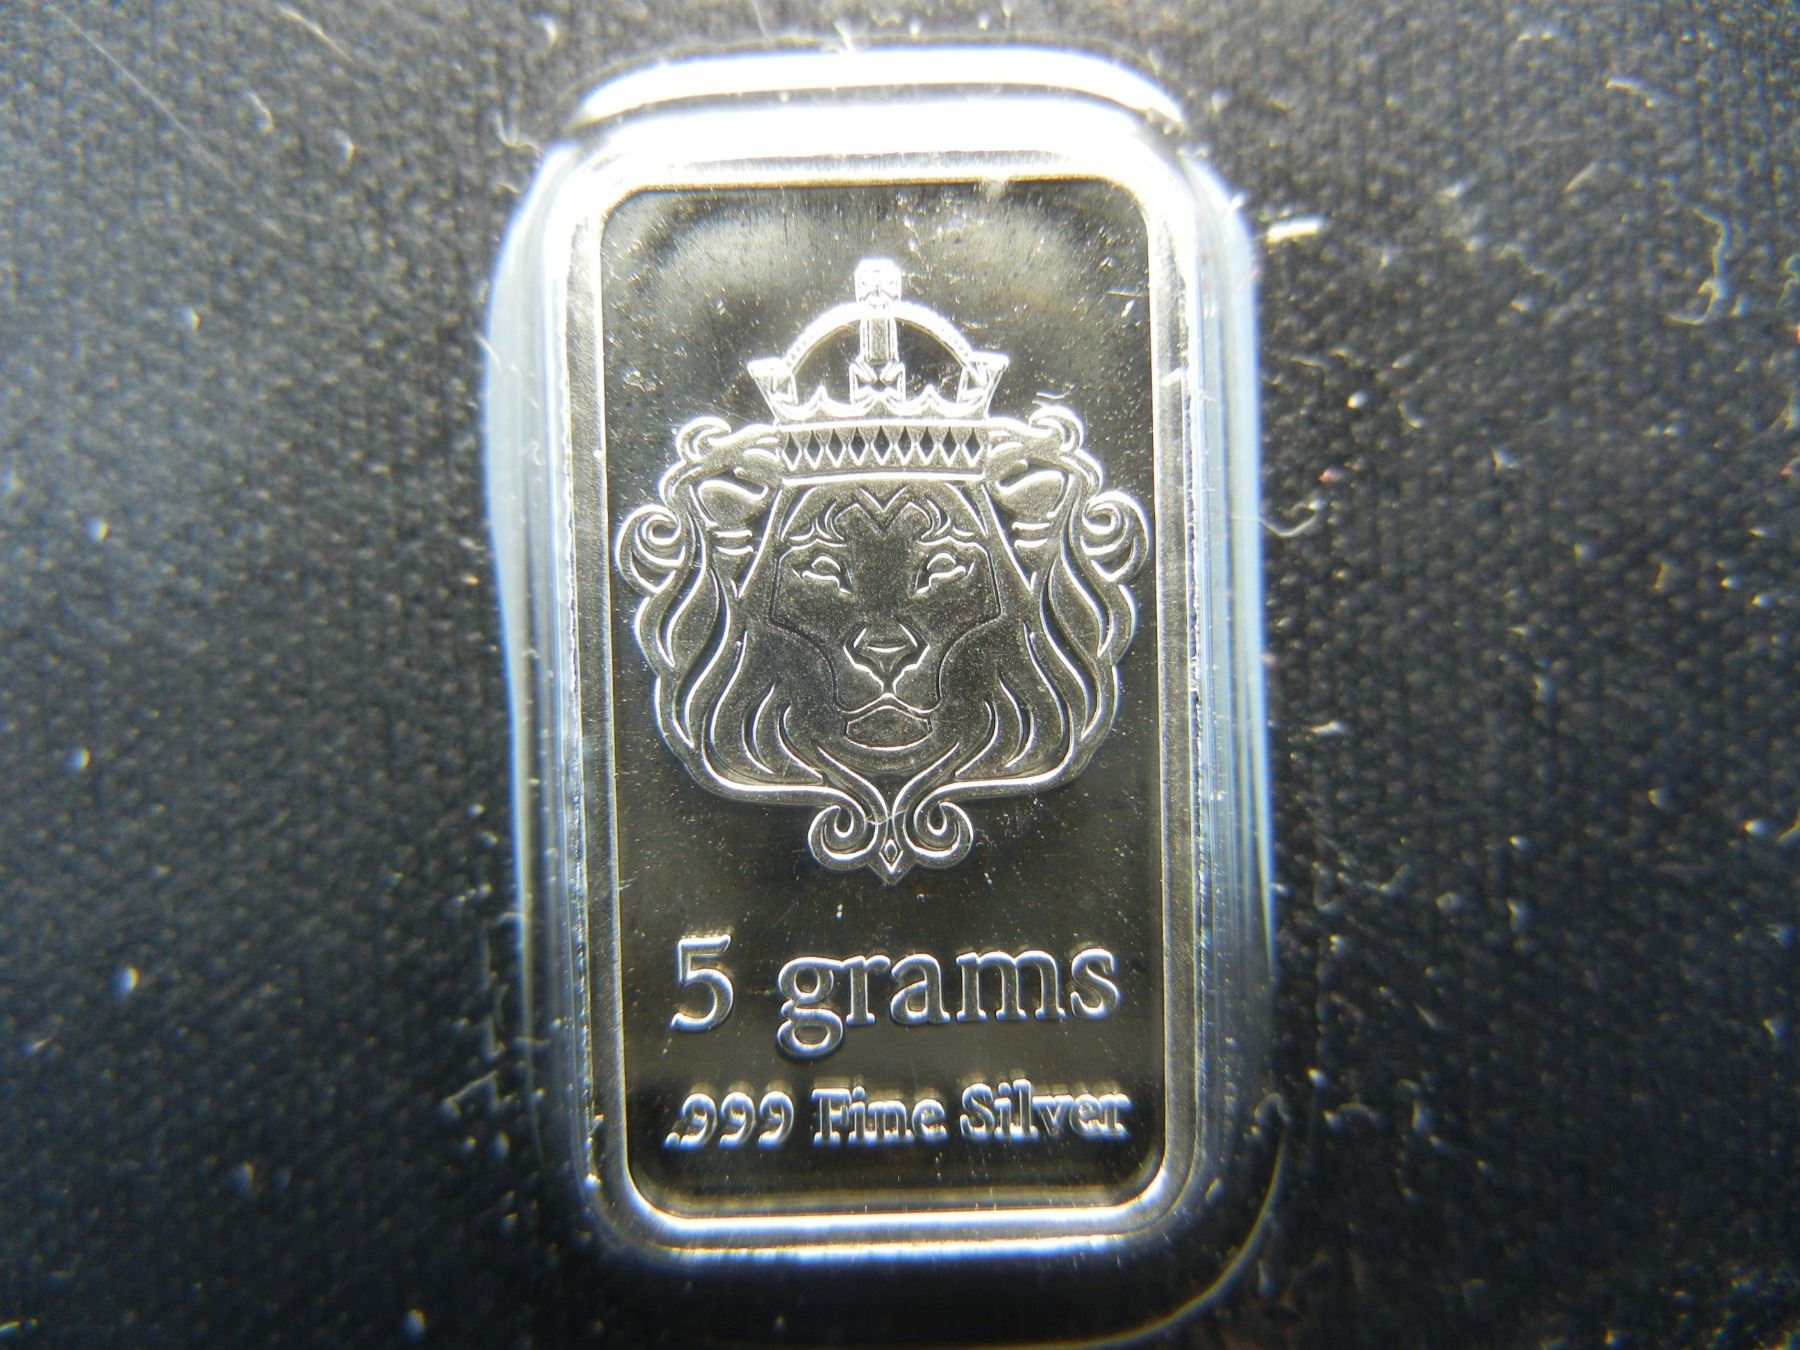 5 grams
.999 Fine Silver